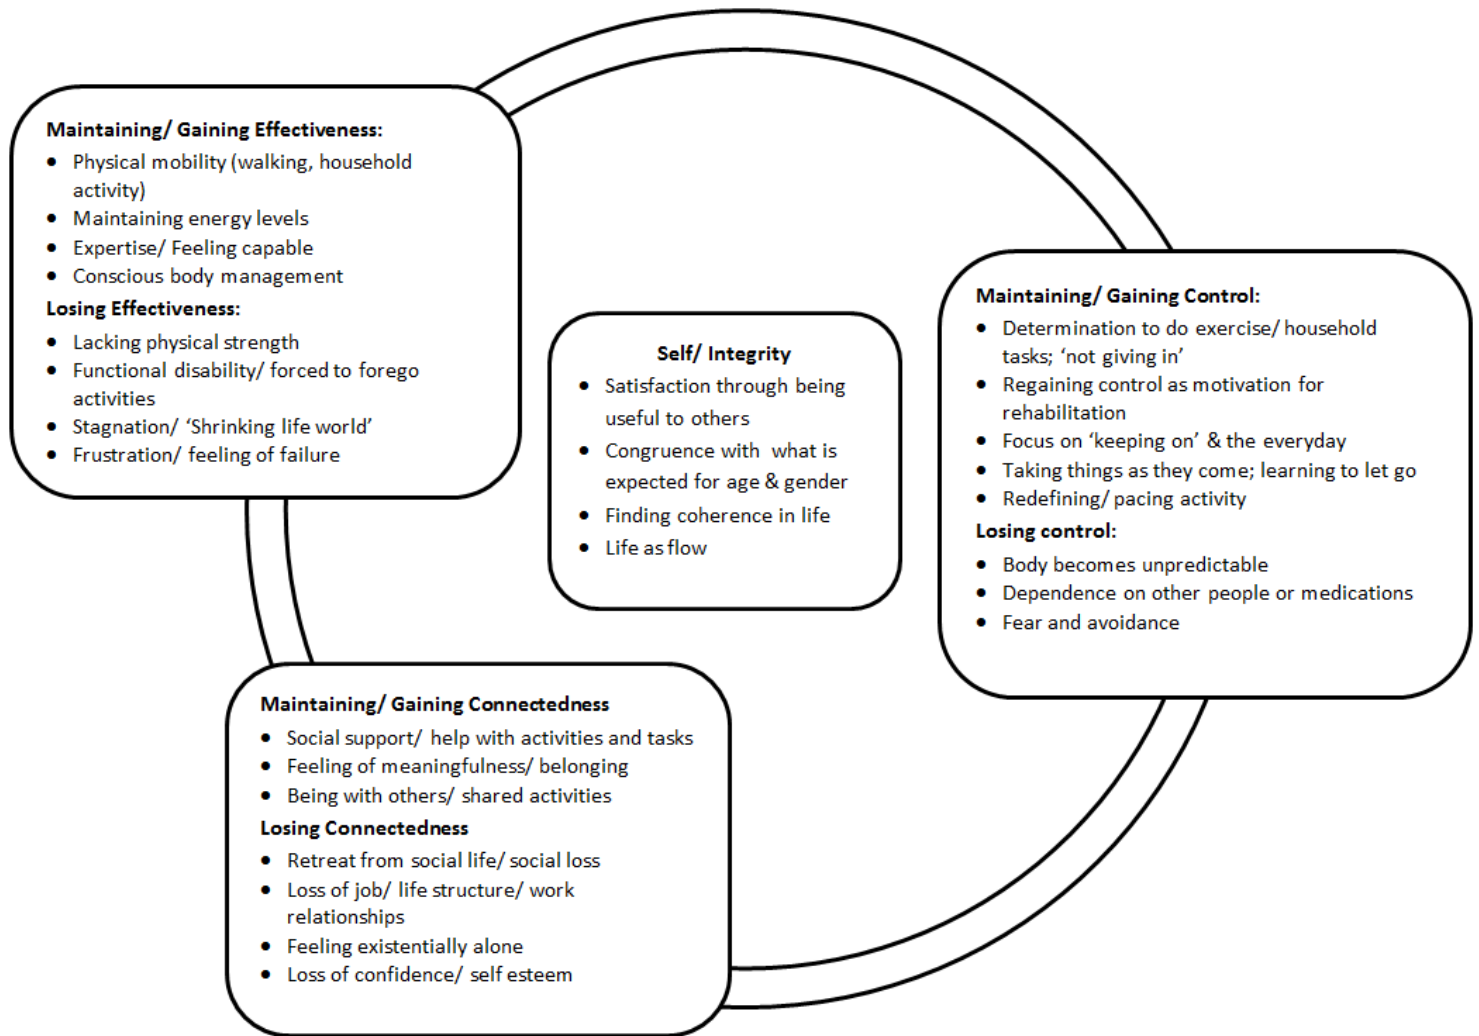 Maintaining/ Gaining Effectiveness:
• Physical mobility (walking, household
activity)
• Maintaining energy levels
• Expertise/ Feeling capable
• Conscious body management
Losing Effectiveness:
• Lacking physical strength
• Functional disability/ forced to forego
activities
• Stagnation/ ‘Shrinking life world’
• Frustration/ feeling of failure
Self/ Integrity
• Satisfaction through being
useful to others
• Congruence with what is
expected for age & gender
• Finding coherence in life
• Life as flow
Maintaining/ Gaining Control:
• Determination to do exercise/ household
tasks; ‘not giving in’
• Regaining control as motivation for
rehabilitation
• Focus on ‘keeping on’ & the everyday
• Taking things as they come; learning to let go
• Redefining/ pacing activity
Losing control:
• Body becomes unpredictable
• Dependence on other people or medications
• Fear and avoidance
Maintaining/ Gaining Connectedness
• Social support/ help with activities and tasks
• Feeling of meaningfulness/ belonging
• Being with others/ shared activities
Losing Connectedness
• Retreat from social life/ social loss
• Loss of job/ life structure/ work
relationships
• Feeling existentially alone
• Loss of confidence/ self esteem